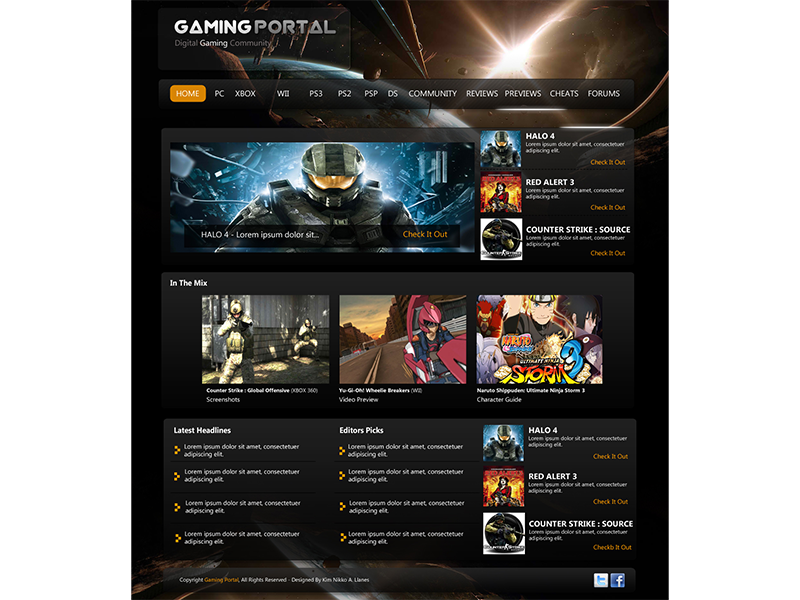 GAMING PORTAL
Digital Gaming Community
HOME PC XBOX WII PS3 PS2 PSP DS COMMUNITY REVIEWS PREVIEWS CHEATS FORUMS
HALO 4 - Lorem ipsum dolor sit...
Check It Out
HALO 4
Lorem ipsum dolor sit amet, consectetuer
adipiscing elit.
Check It Out
RED ALERT 3
Lorem ipsum dolor sit amet, consectetuer
adipiscing elit.
Check It Out
COUNTER STRIKE : SOURCE
Lorem ipsum dolor sit amet, consectetuer
adipiscing elit.
Check It Out
In The Mix
Counter Strike : Global Offensive (XBOX 360)
Screenshots
Yu-Gi-Oh! Wheelie Breakers (WII)
Video Preview
NARUTO
ULTIMATE NINJA
STORM 3
Naruto Shippuden: Ultimate Ninja Storm 3
Character Guide
Latest Headlines
Lorem ipsum dolor sit amet, consectetuer
adipiscing elit.
Lorem ipsum dolor sit amet, consectetuer
adipiscing elit.
Lorem ipsum dolor sit amet, consectetuer
adipiscing elit.
Lorem ipsum dolor sit amet, consectetuer
adipiscing elit.
Editors Picks
Lorem ipsum dolor sit amet, consectetuer
adipiscing elit.
Lorem ipsum dolor sit amet, consectetuer
adipiscing elit.
Lorem ipsum dolor sit amet, consectetuer
adipiscing elit.
Lorem ipsum dolor sit amet, consectetuer
adipiscing elit.
HALO 4
Lorem ipsum dolor sit amet, consectetuer
adipiscing elit.
Check It Out
RED ALERT 3
Lorem ipsum dolor sit amet, consectetuer
adipiscing elit.
Check It Out
COUNTER STRIKE : SOURCE
Lorem ipsum dolor sit amet, consectetuer
adipiscing elit.
Checkb It Out
Copyright Gaming Portal, All Rights Reserved - Designed By Kim Nikko A. Llanes